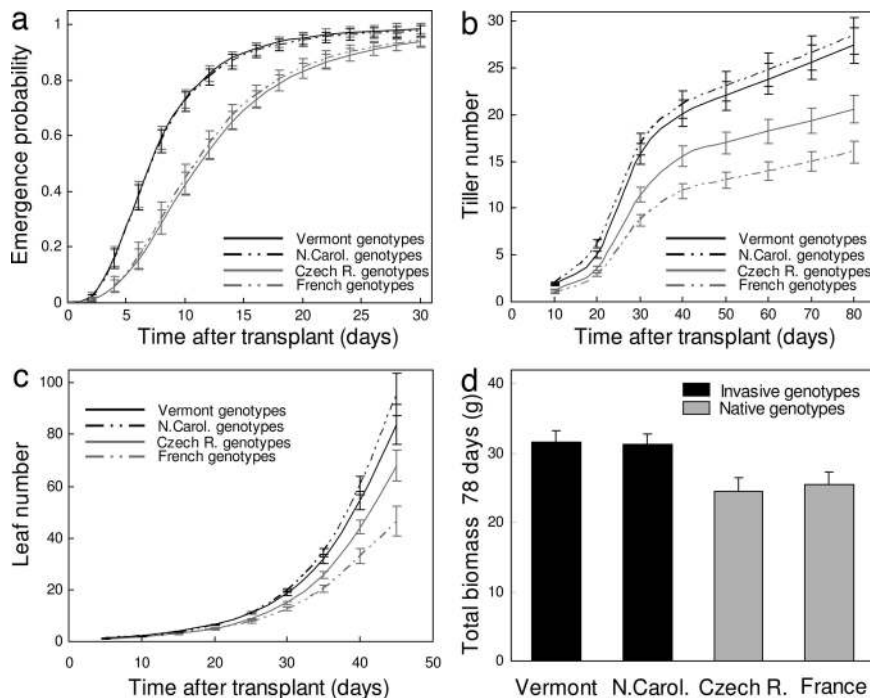 a
Emergence probability
1
0.8
0.6
0.4
0.2
0
Vermont genotypes
N.Carol. genotypes
Czech R. genotypes
French genotypes
5 10 15 20 25 30
Time after transplant (days)
b
Tiller number
30
25
20
15
10
5
0
Vermont genotypes
N.Carol. genotypes
Czech R. genotypes
French genotypes
0 10 20 30 40 50 60 70 80
Time after transplant (days)
c
Leaf number
100
80
60
40
20
0
Vermont genotypes
N.Carol. genotypes
Czech R. genotypes
French genotypes
0 10 20 30 40 50
Time after transplant (days)
d
Total biomass 78 days (g)
40
30
20
10
0
Invasive genotypes
Native genotypes
Vermont N.Carol. Czech R. France